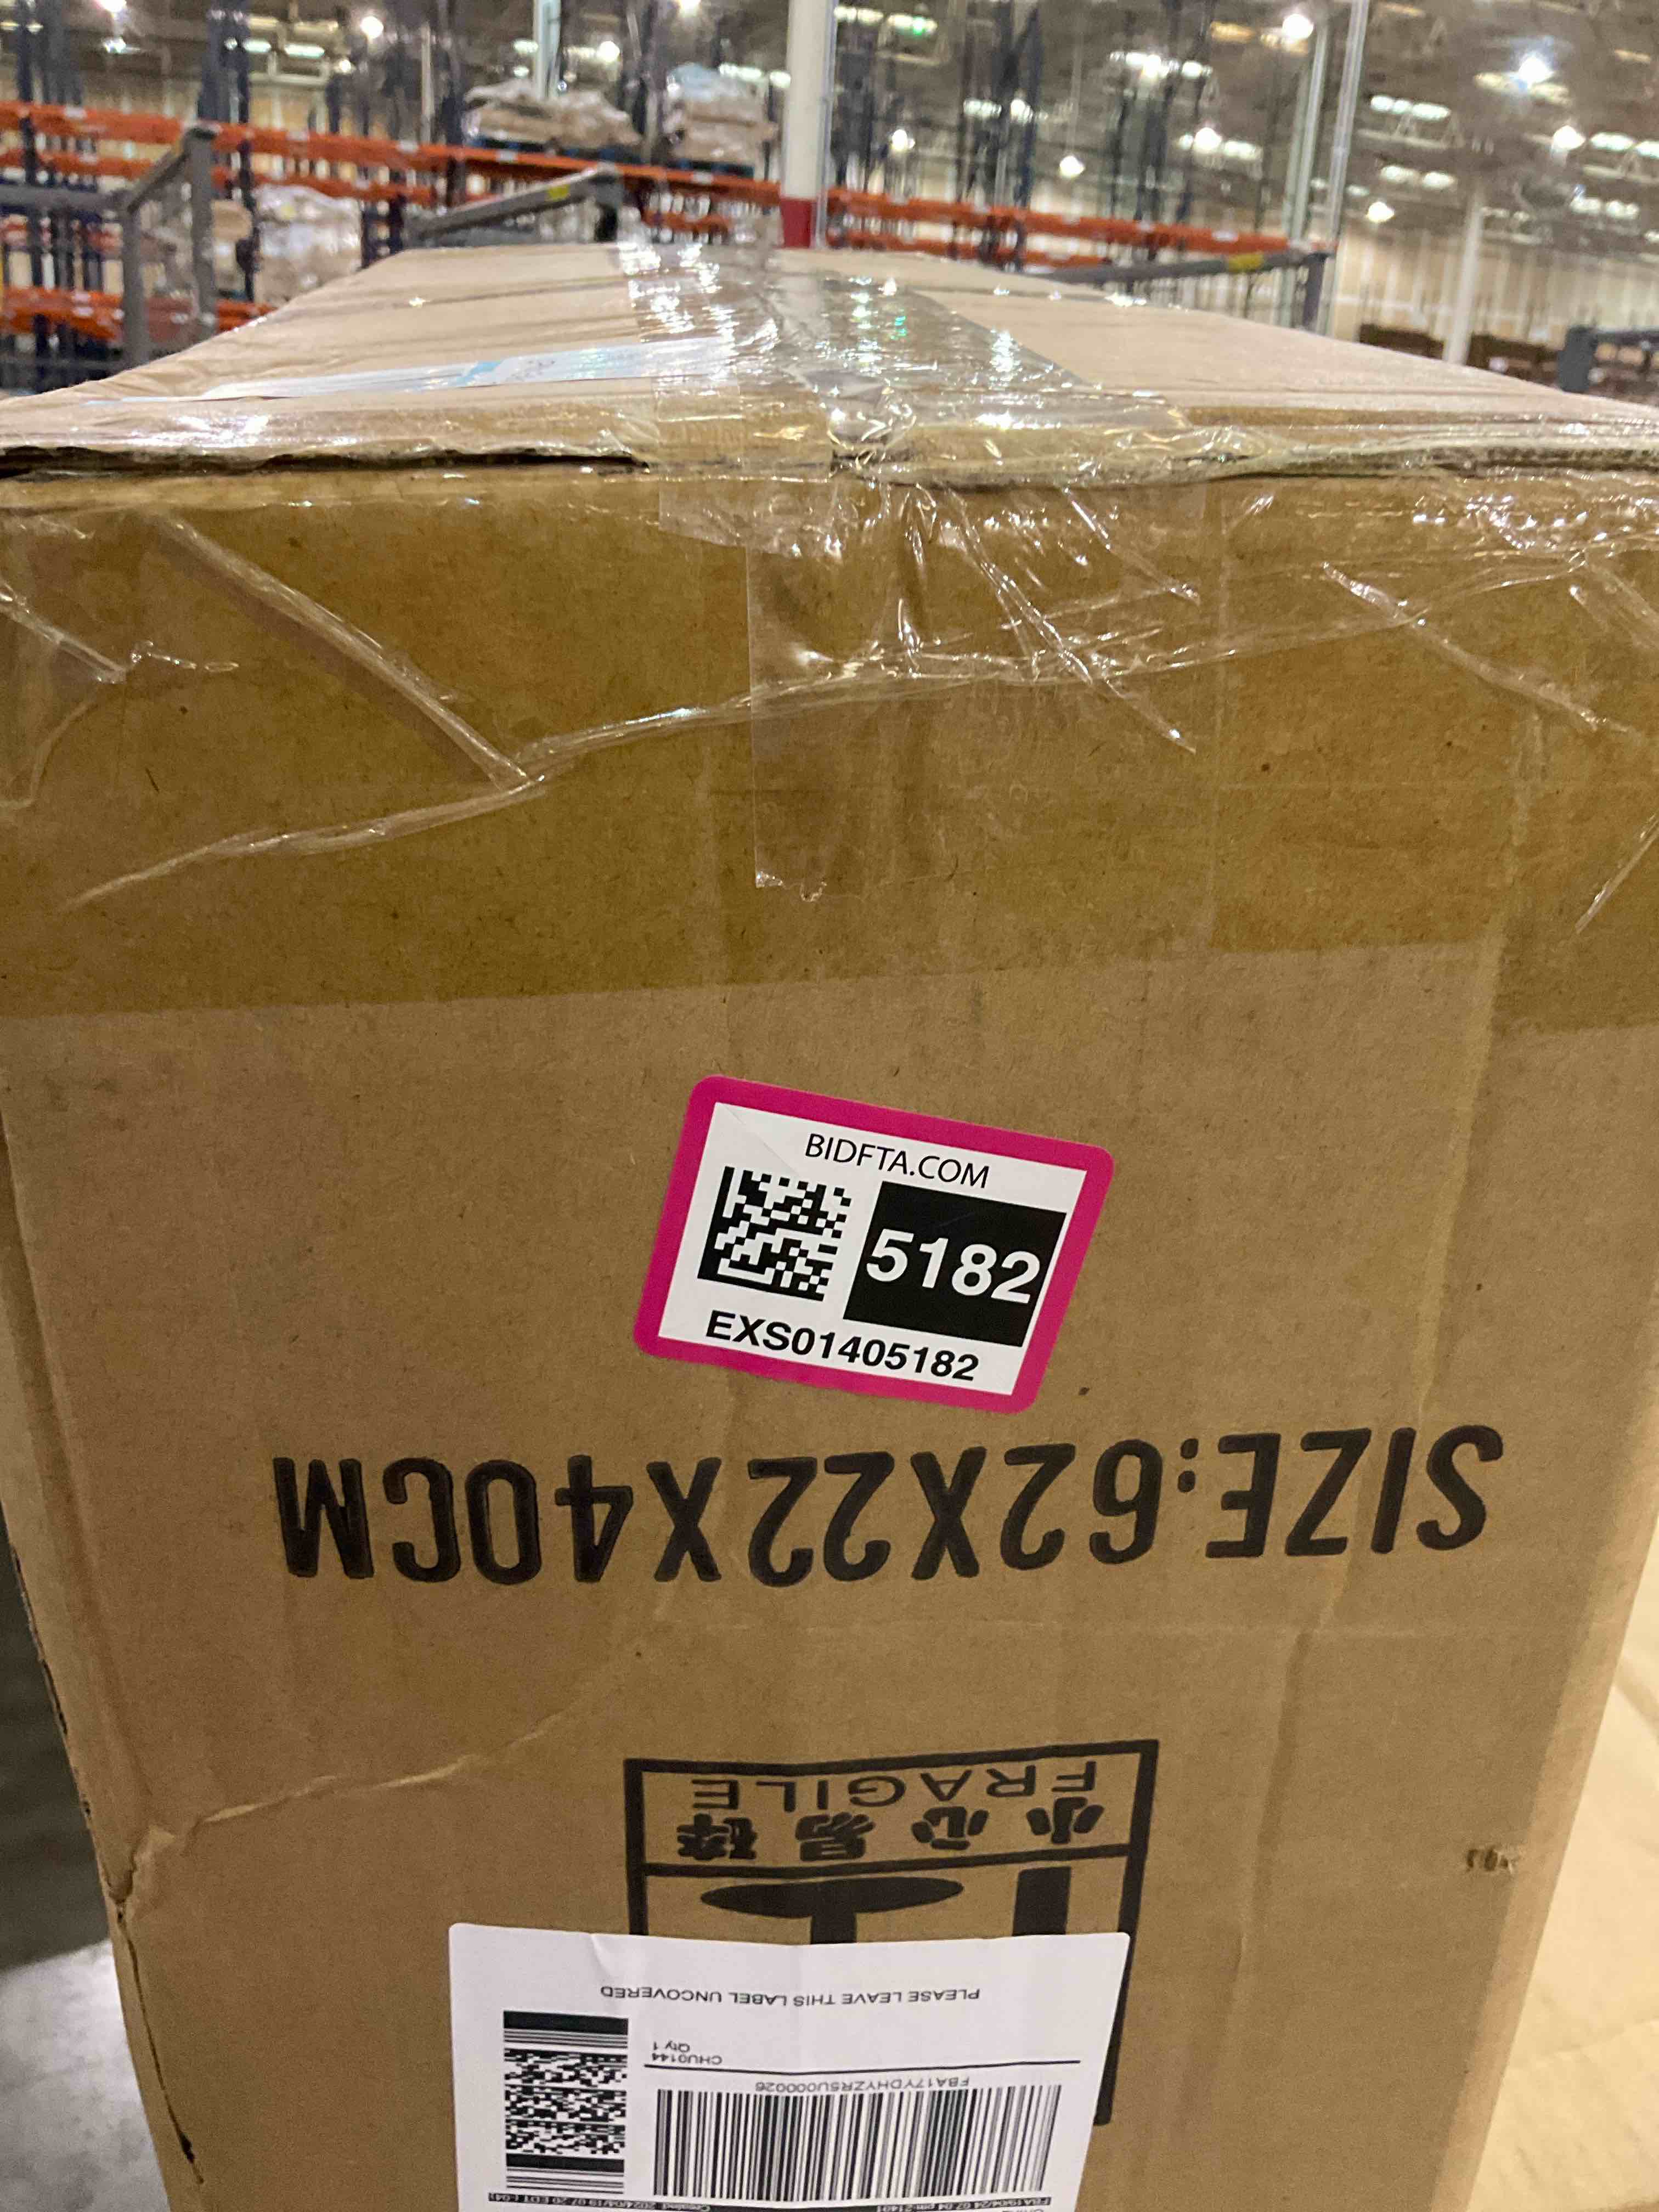 BIDFTA.COM
5182
EXS01405182
SIZE:62X22X40CM
小心易碎
FRAGILE
PLEASE LEAVE THIS LABEL UNCOVERED
CHU0144
Qty 1
FBA17YDHYZR5U000026